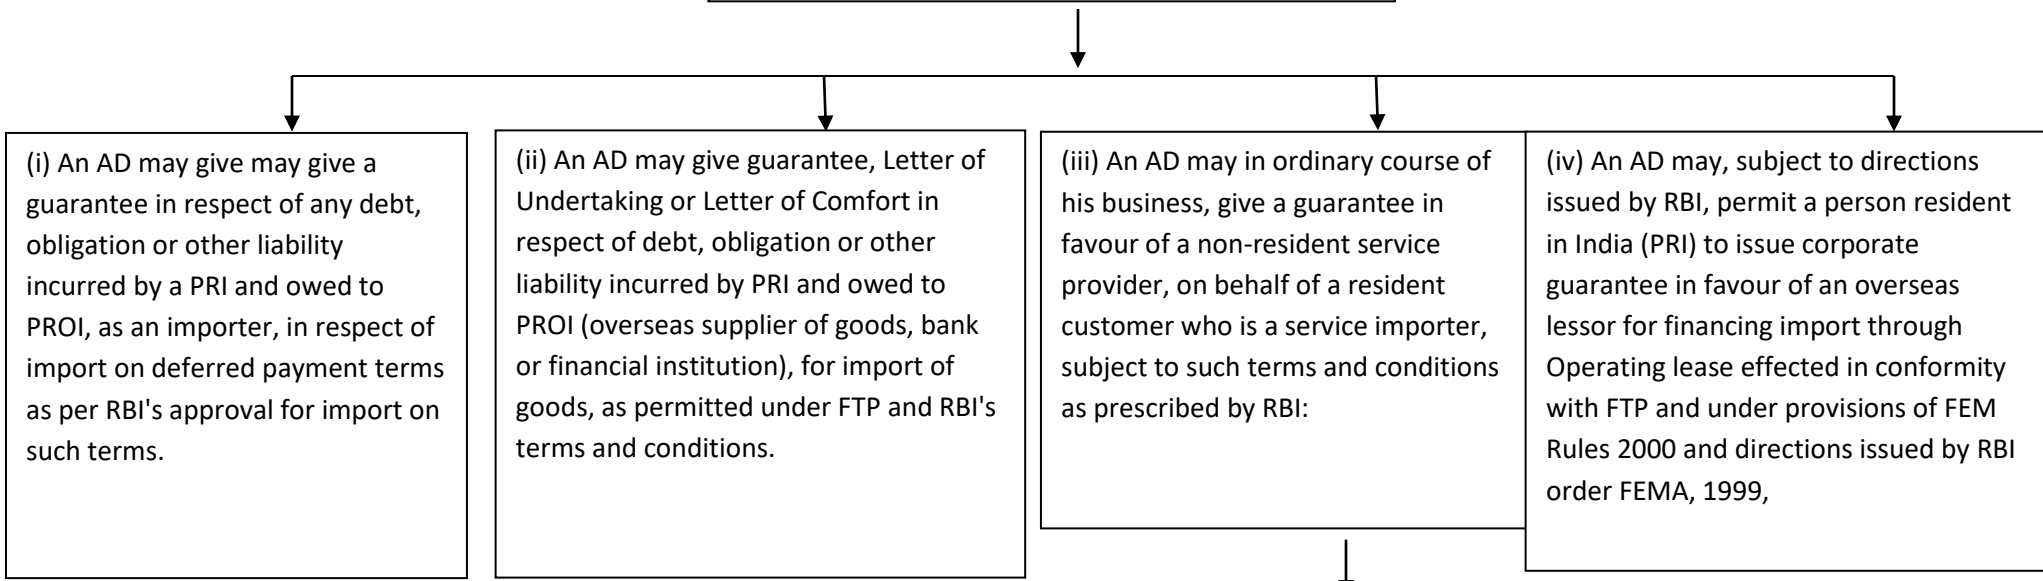 (i) An AD may give may give a
guarantee in respect of any debt,
obligation or other liability
incurred by a PRI and owed to
PROI, as an importer, in respect of
import on deferred payment terms
as per RBI's approval for import on
such terms.
(ii) An AD may give guarantee, Letter of
Undertaking or Letter of Comfort in
respect of debt, obligation or other
liability incurred by PRI and owed to
PROI (overseas supplier of goods, bank
or financial institution), for import of
goods, as permitted under FTP and RBI's
terms and conditions.
(iii) An AD may in ordinary course of
his business, give a guarantee in
favour of a non-resident service
provider, on behalf of a resident
customer who is a service importer,
subject to such terms and conditions
as prescribed by RBI:
(iv) An AD may, subject to directions
issued by RBI, permit a person resident
in India (PRI) to issue corporate
guarantee in favour of an overseas
lessor for financing import through
Operating lease effected in conformity
with FTP and under provisions of FEM
Rules 2000 and directions issued by RBI
order FEMA, 1999,